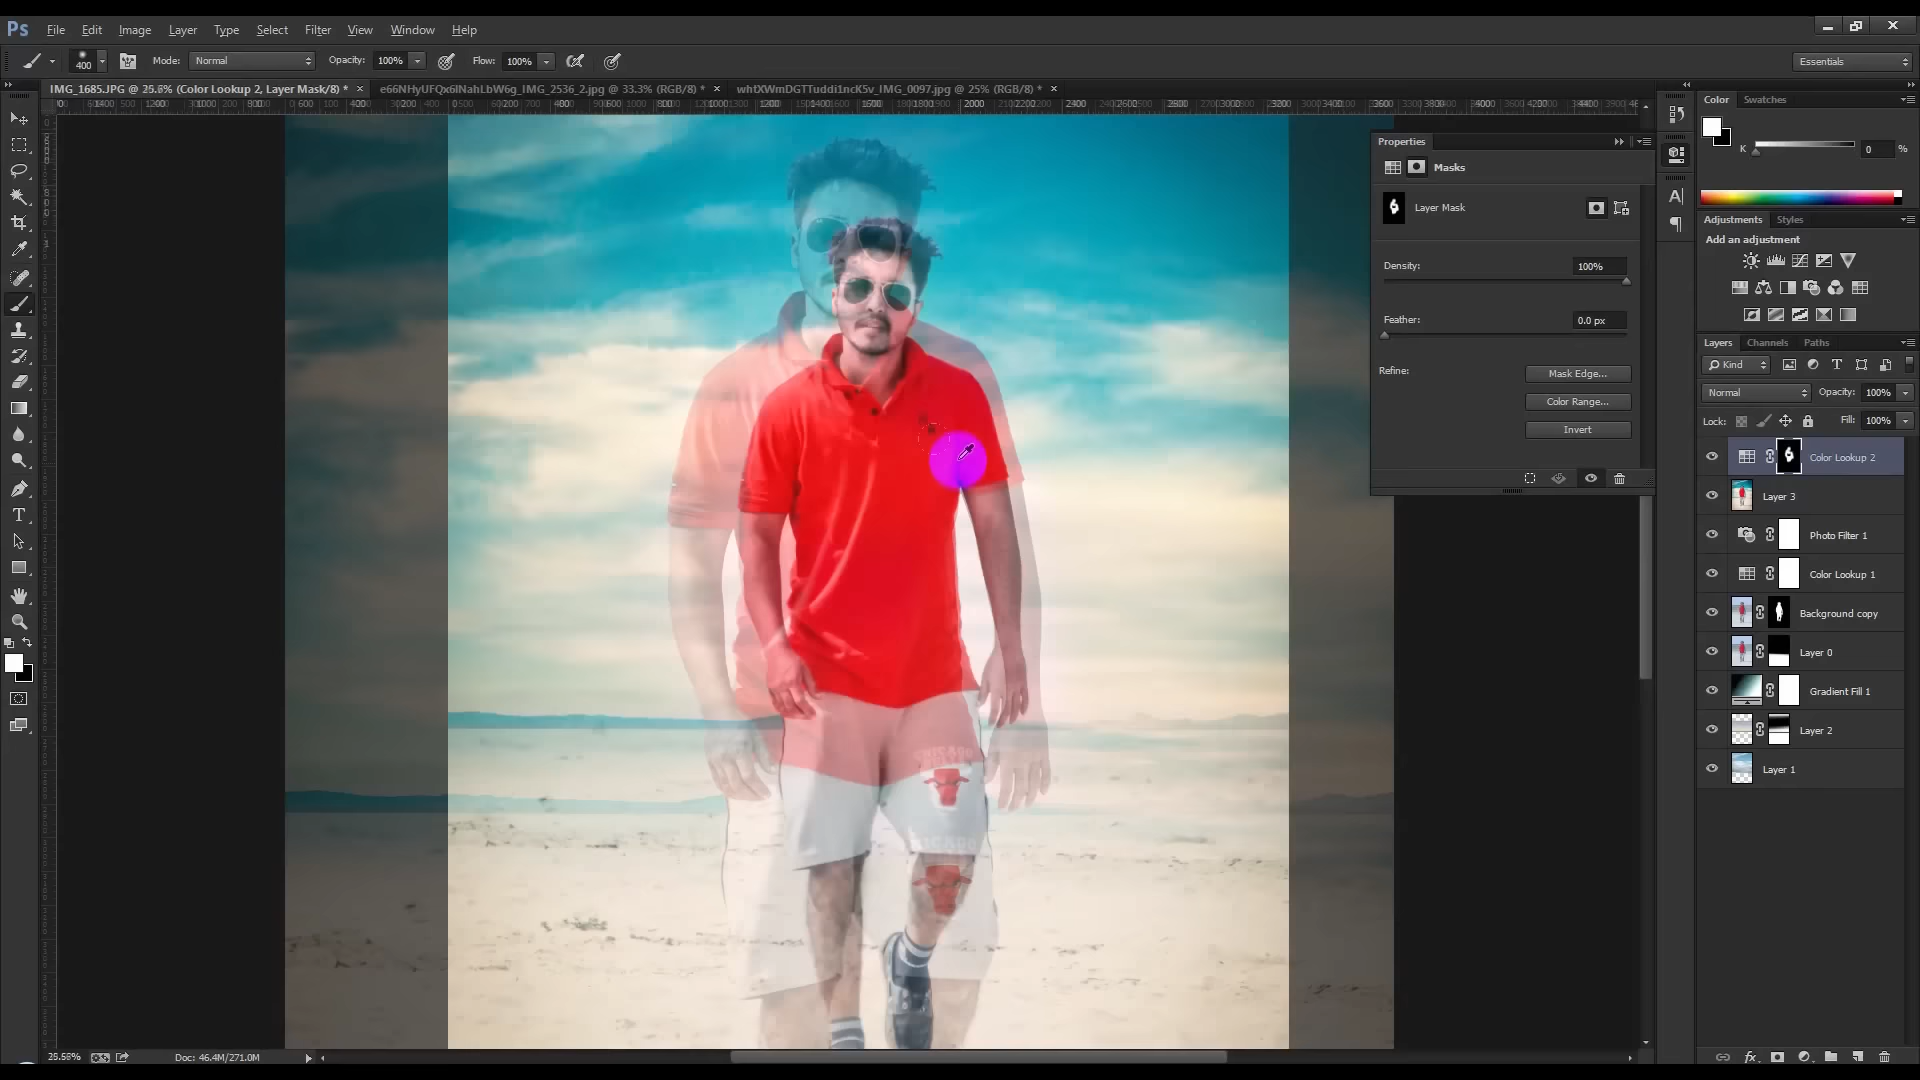 Ps File Edit Image Layer Type Select Filter View Window Help
400 Mode: Normal Opacity: 100% Flow: 100% Essentials
IMG_1685.JPG @ 25.6% (Color Lookup 2, Layer Mask/8) * × e66NHyUFQx6lNahLbW6g_IMG_2536_2.jpg @ 33.3% (RGB/8) * × whtXWmDGTTuddi1ncK5v_IMG_0097.jpg @ 25% (RGB/8) * ×
Color Swatches
K 0 %
Properties
Masks
Layer Mask
Density: 100%
Feather: 0.0 px
Refine: Mask Edge...
Color Range...
Invert
Adjustments Styles
Add an adjustment
Layers Channels Paths
Kind
Normal Opacity: 100%
Lock: Fill: 100%
Color Lookup 2
Layer 3
Photo Filter 1
Color Lookup 1
Background copy
Layer 0
Gradient Fill 1
Layer 2
Layer 1
Doc: 46.4M/271.0M